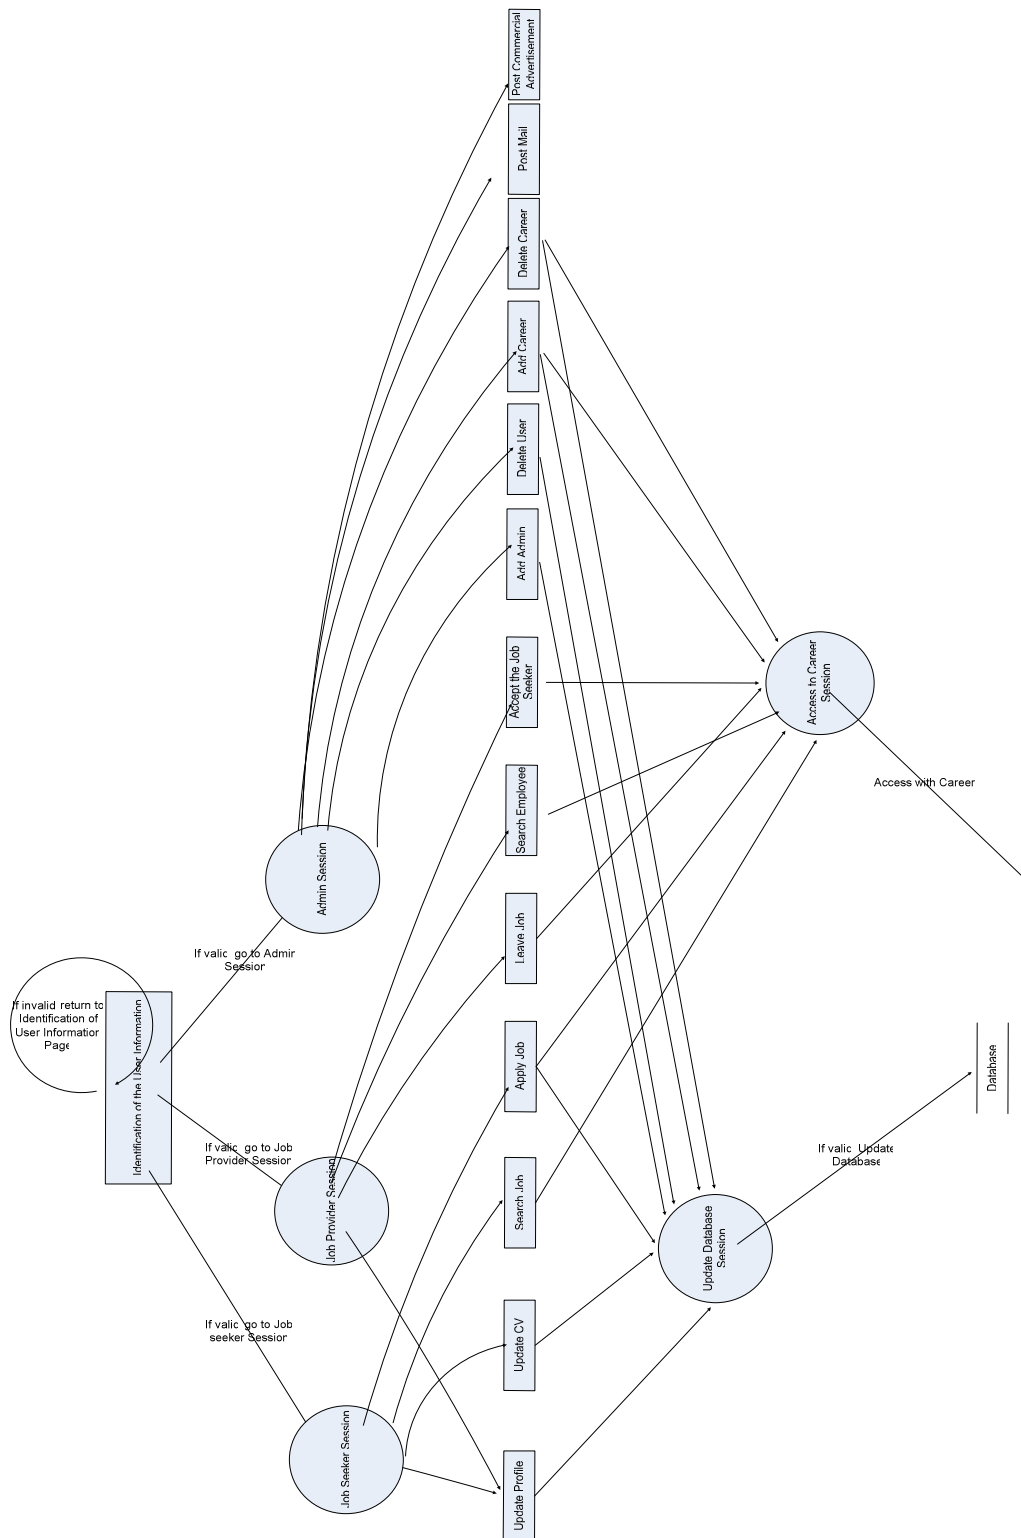 Post Commercial
Advertisement
Post Mail
Delete Career
Add Career
Delete User
Add Admin
Accept the Job
Seeker
Search Employee
Leave Job
Apply Job
Search Job
Update CV
Update Profile
Admin Session
Job Provider Session
Job Seeker Session
Identification of the User Information
If invalid return to
Identification of
User Information
Page
If valid go to Admin
Session
If valid go to Job
Provider Session
If valid go to Job
seeker Session
Access to Career
Session
Access with Career
Update Database
Session
If valid Update
Database
Database